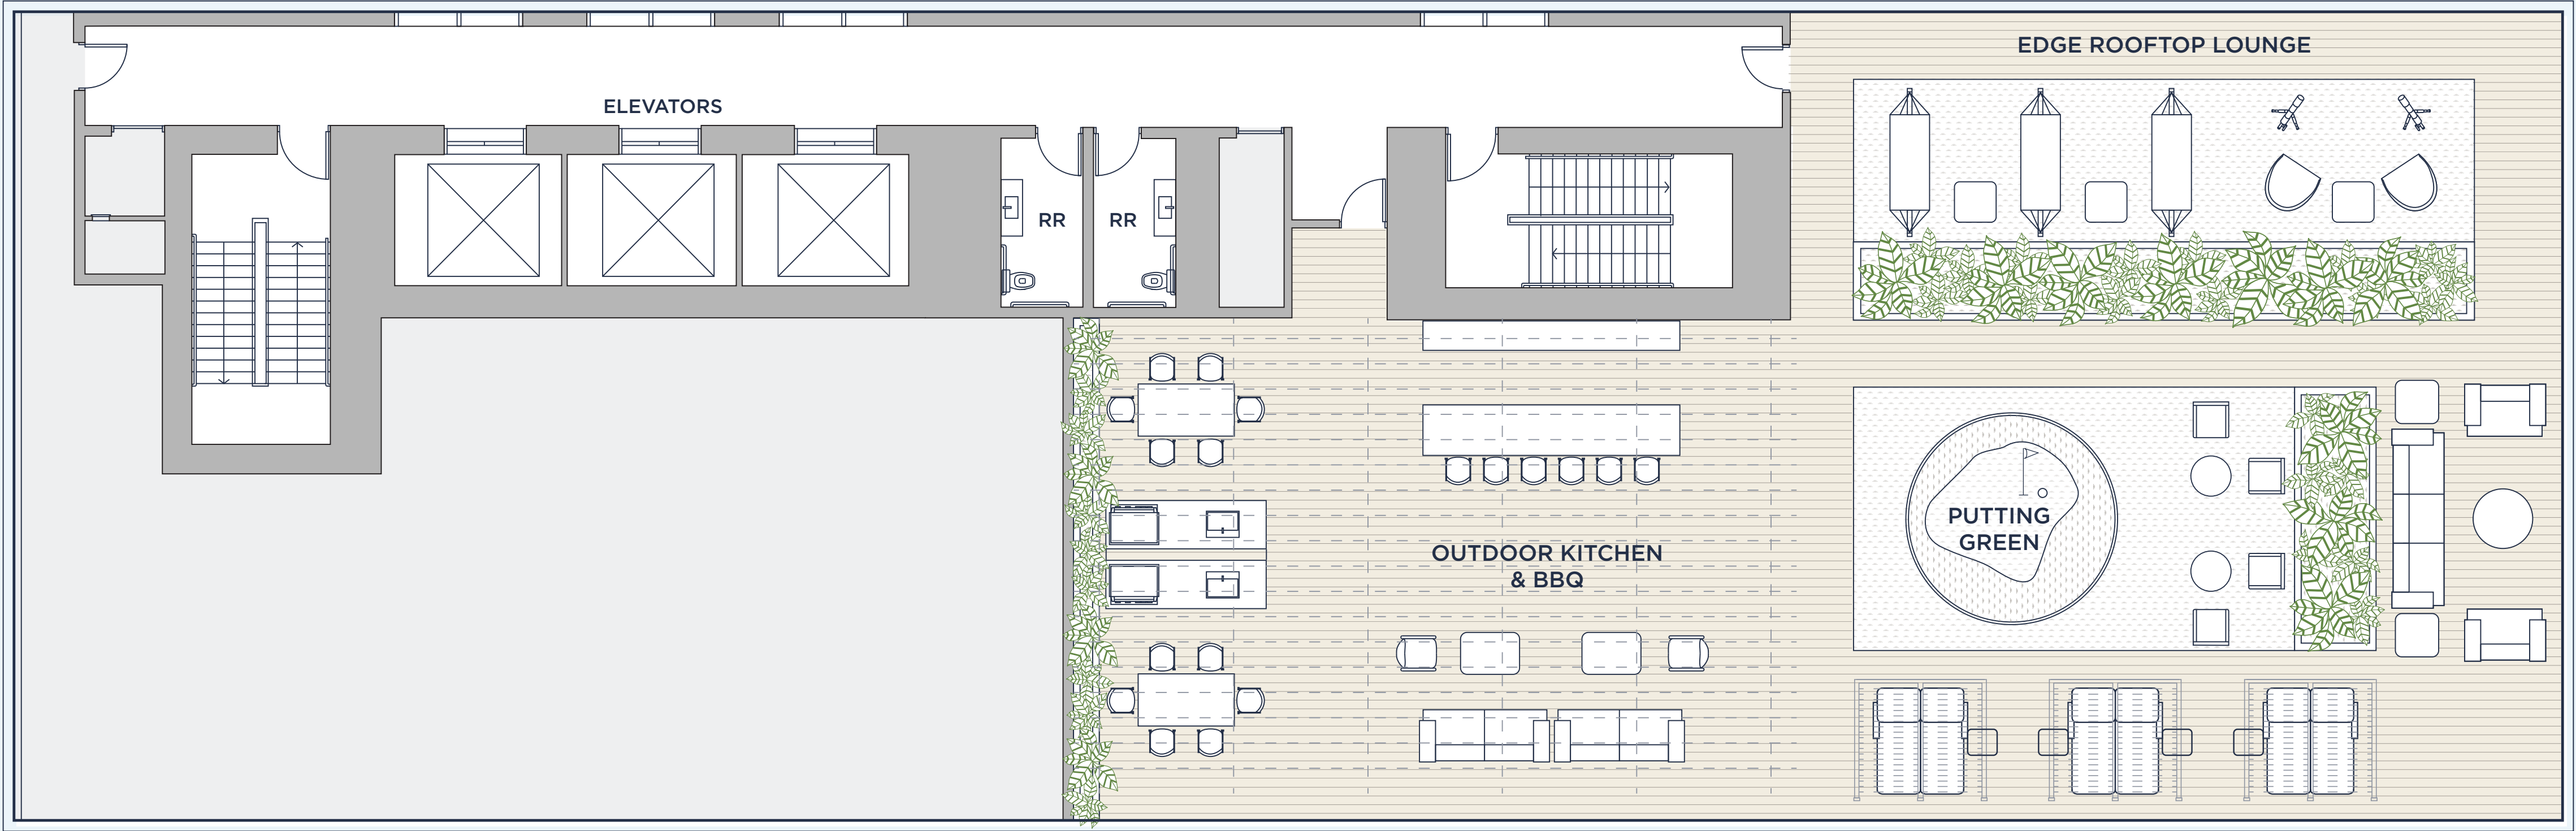 EDGE ROOFTOP LOUNGE
ELEVATORS
RR
RR
PUTTING
GREEN
OUTDOOR KITCHEN
& BBQ